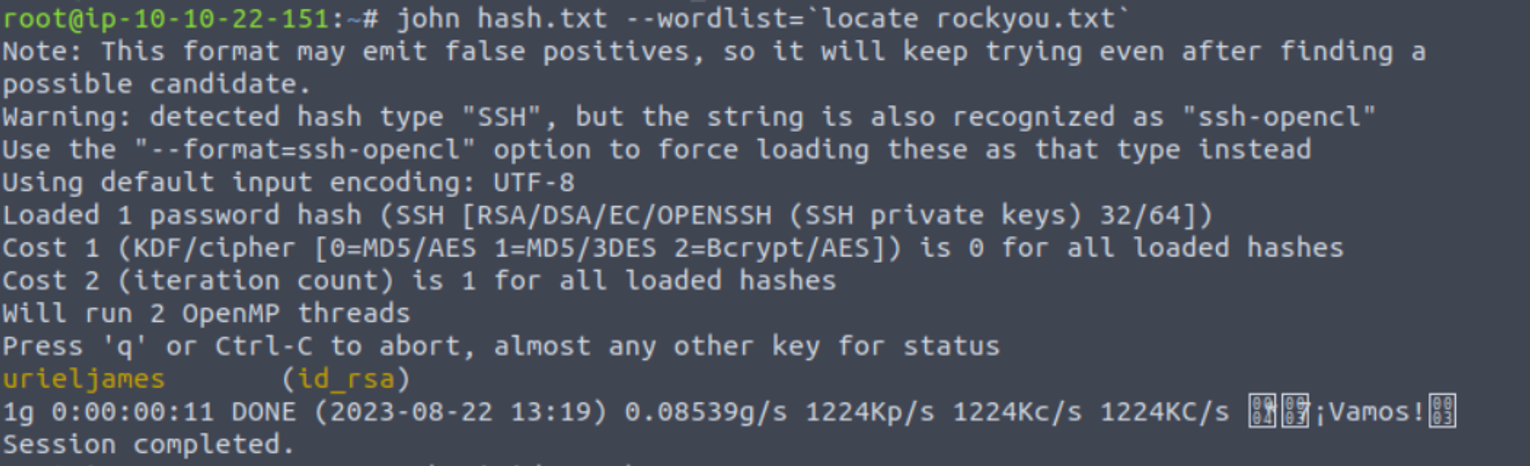 root@ip-10-10-22-151:~# john hash.txt --wordlist=`locate rockyou.txt`
Note: This format may emit false positives, so it will keep trying even after finding a
possible candidate.
Warning: detected hash type "SSH", but the string is also recognized as "ssh-opencl"
Use the "--format=ssh-opencl" option to force loading these as that type instead
Using default input encoding: UTF-8
Loaded 1 password hash (SSH [RSA/DSA/EC/OPENSSH (SSH private keys) 32/64])
Cost 1 (KDF/cipher [0=MD5/AES 1=MD5/3DES 2=Bcrypt/AES]) is 0 for all loaded hashes
Cost 2 (iteration count) is 1 for all loaded hashes
Will run 2 OpenMP threads
Press 'q' or Ctrl-C to abort, almost any other key for status
urieljames       (id_rsa)
1g 0:00:00:11 DONE (2023-08-22 13:19) 0.08539g/s 1224Kp/s 1224Kc/s 1224KC/s ¡Vamos!
Session completed.